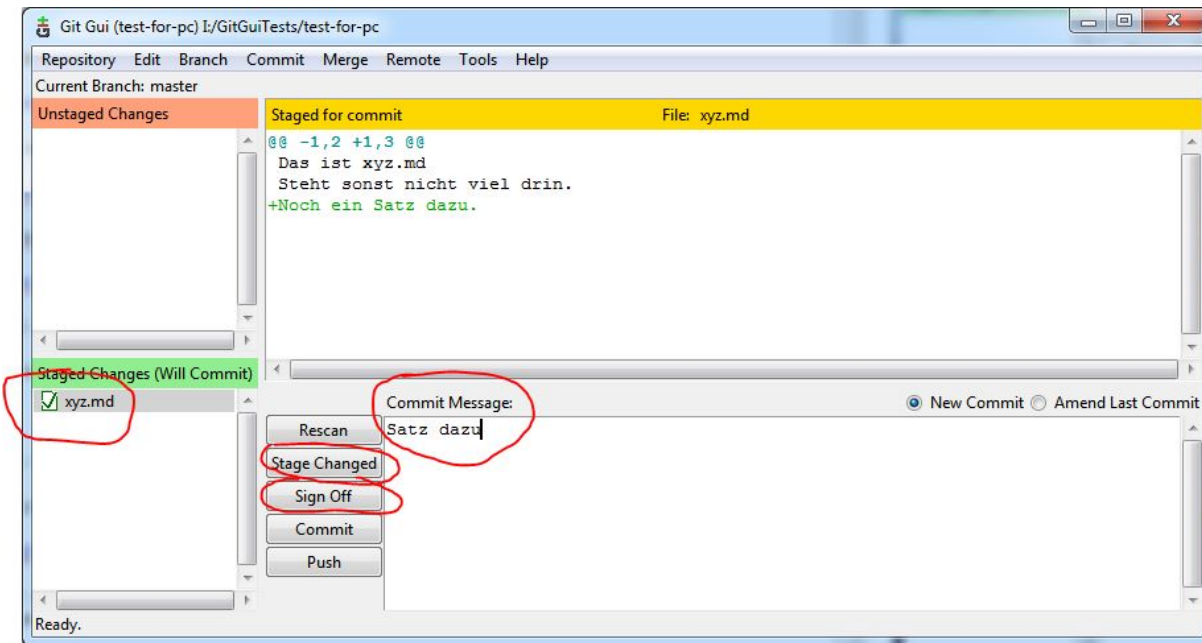 Git Gui (test-for-pc) I:/GitGuiTests/test-for-pc
Repository Edit Branch Commit Merge Remote Tools Help
Current Branch: master
Unstaged Changes
Staged for commit File: xyz.md
@@ -1,2 +1,3 @@
Das ist xyz.md
Steht sonst nicht viel drin.
+Noch ein Satz dazu.
Staged Changes (Will Commit)
xyz.md
Commit Message:
New Commit Amend Last Commit
Rescan
Satz dazu
Stage Changed
Sign Off
Commit
Push
Ready.